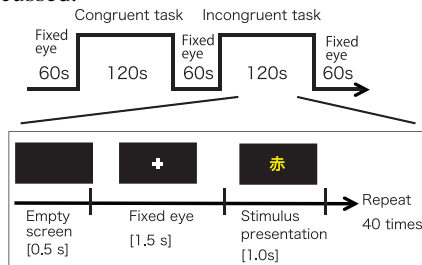 Congruent task Incongruent task
Fixed eye Fixed eye Fixed eye
60s 120s 60s 120s 60s
赤
Empty screen [0.5 s]
Fixed eye [1.5 s]
Stimulus presentation [1.0s]
Repeat 40 times